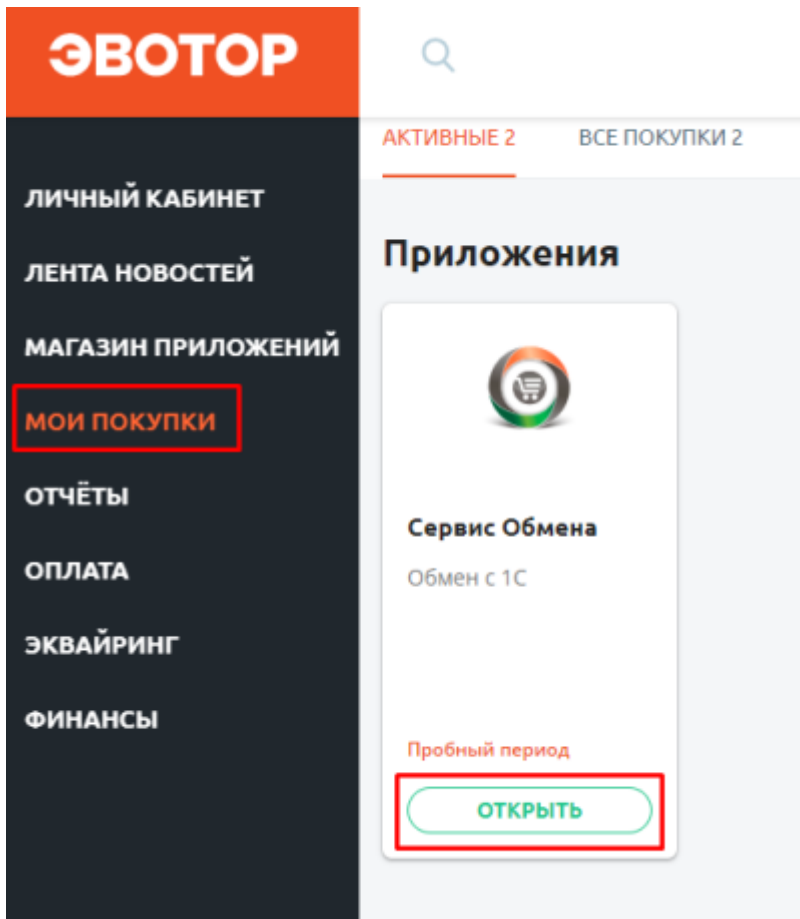 ЭВОТОР
АКТИВНЫЕ 2
ВСЕ ПОКУПКИ 2
ЛИЧНЫЙ КАБИНЕТ
ЛЕНТА НОВОСТЕЙ
МАГАЗИН ПРИЛОЖЕНИЙ
МОИ ПОКУПКИ
ОТЧЁТЫ
ОПЛАТА
ЭКВАЙРИНГ
ФИНАНСЫ
Приложения
Сервис Обмена
Обмен с 1С
Пробный период
ОТКРЫТЬ